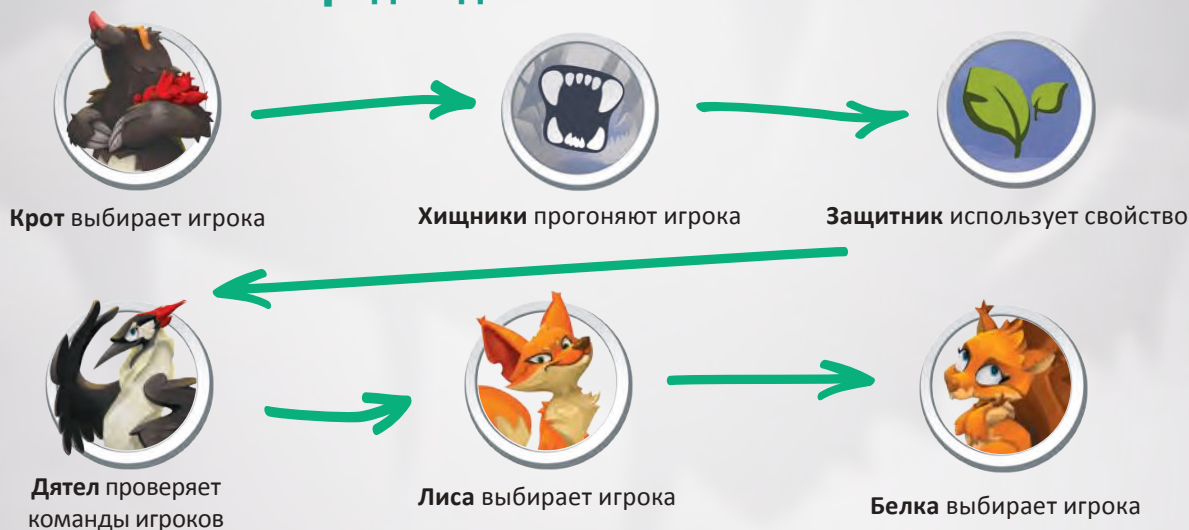 Крот выбирает игрока
Хищники прогоняют игрока
Защитник использует свойство
Дятел проверяет
команды игроков
Лиса выбирает игрока
Белка выбирает игрока